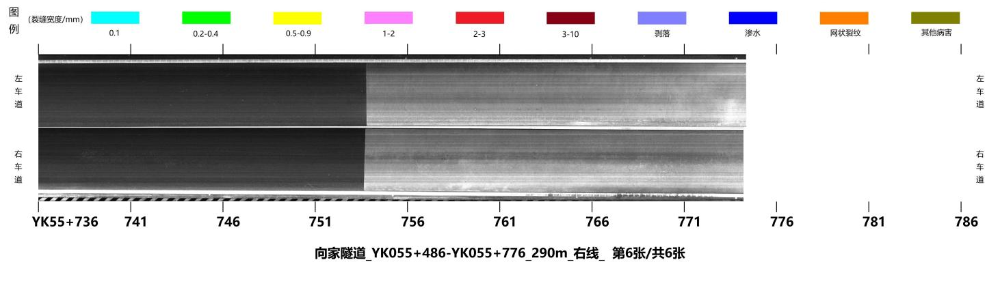 图例 (裂缝宽度/mm) 0.1 0.2-0.4 0.5-0.9 1-2 2-3 3-10 剥落 渗水 网状裂纹 其他病害
左车道 左车道
右车道 右车道
YK55+736 741 746 751 756 761 766 771 776 781 786
向家隧道_YK055+486-YK055+776_290m_右线_ 第6张/共6张